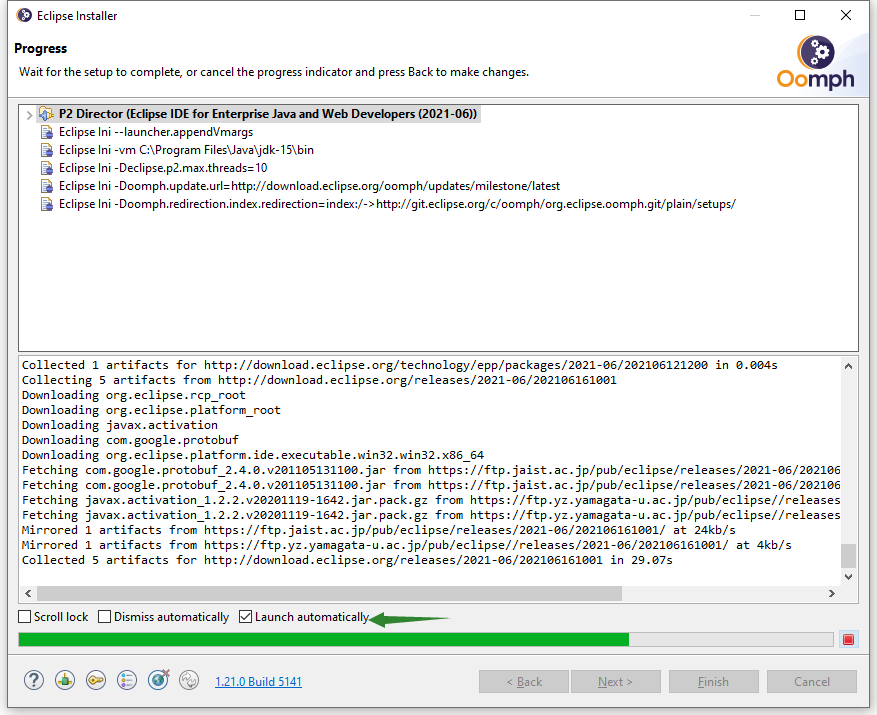 Eclipse Installer
Progress
Wait for the setup to complete, or cancel the progress indicator and press Back to make changes.
Oomph
P2 Director (Eclipse IDE for Enterprise Java and Web Developers (2021-06))
Eclipse Ini --launcher.appendVmargs
Eclipse Ini -vm C:\Program Files\Java\jdk-15\bin
Eclipse Ini -Declipse.p2.max.threads=10
Eclipse Ini -Doomph.update.url=http://download.eclipse.org/oomph/updates/milestone/latest
Eclipse Ini -Doomph.redirection.index.redirection=index:/->http://git.eclipse.org/c/oomph/org.eclipse.oomph.git/plain/setups/
Collected 1 artifacts for http://download.eclipse.org/technology/epp/packages/2021-06/202106121200 in 0.004s
Collecting 5 artifacts from http://download.eclipse.org/releases/2021-06/202106161001
Downloading org.eclipse.rcp_root
Downloading org.eclipse.platform_root
Downloading javax.activation
Downloading com.google.protobuf
Downloading org.eclipse.platform.ide.executable.win32.win32.x86_64
Fetching com.google.protobuf_2.4.0.v201105131100.jar from https://ftp.jaist.ac.jp/pub/eclipse/releases/2021-06/202106
Fetching com.google.protobuf_2.4.0.v201105131100.jar from https://ftp.jaist.ac.jp/pub/eclipse/releases/2021-06/202106
Fetching javax.activation_1.2.2.v20201119-1642.jar.pack.gz from https://ftp.yz.yamagata-u.ac.jp/pub/eclipse//releases
Fetching javax.activation_1.2.2.v20201119-1642.jar.pack.gz from https://ftp.yz.yamagata-u.ac.jp/pub/eclipse//releases
Mirrored 1 artifacts from https://ftp.jaist.ac.jp/pub/eclipse/releases/2021-06/202106161001/ at 24kb/s
Mirrored 1 artifacts from https://ftp.yz.yamagata-u.ac.jp/pub/eclipse//releases/2021-06/202106161001/ at 4kb/s
Collected 5 artifacts for http://download.eclipse.org/releases/2021-06/202106161001 in 29.07s
Scroll lock Dismiss automatically Launch automatically
1.21.0 Build 5141 < Back Next > Finish Cancel